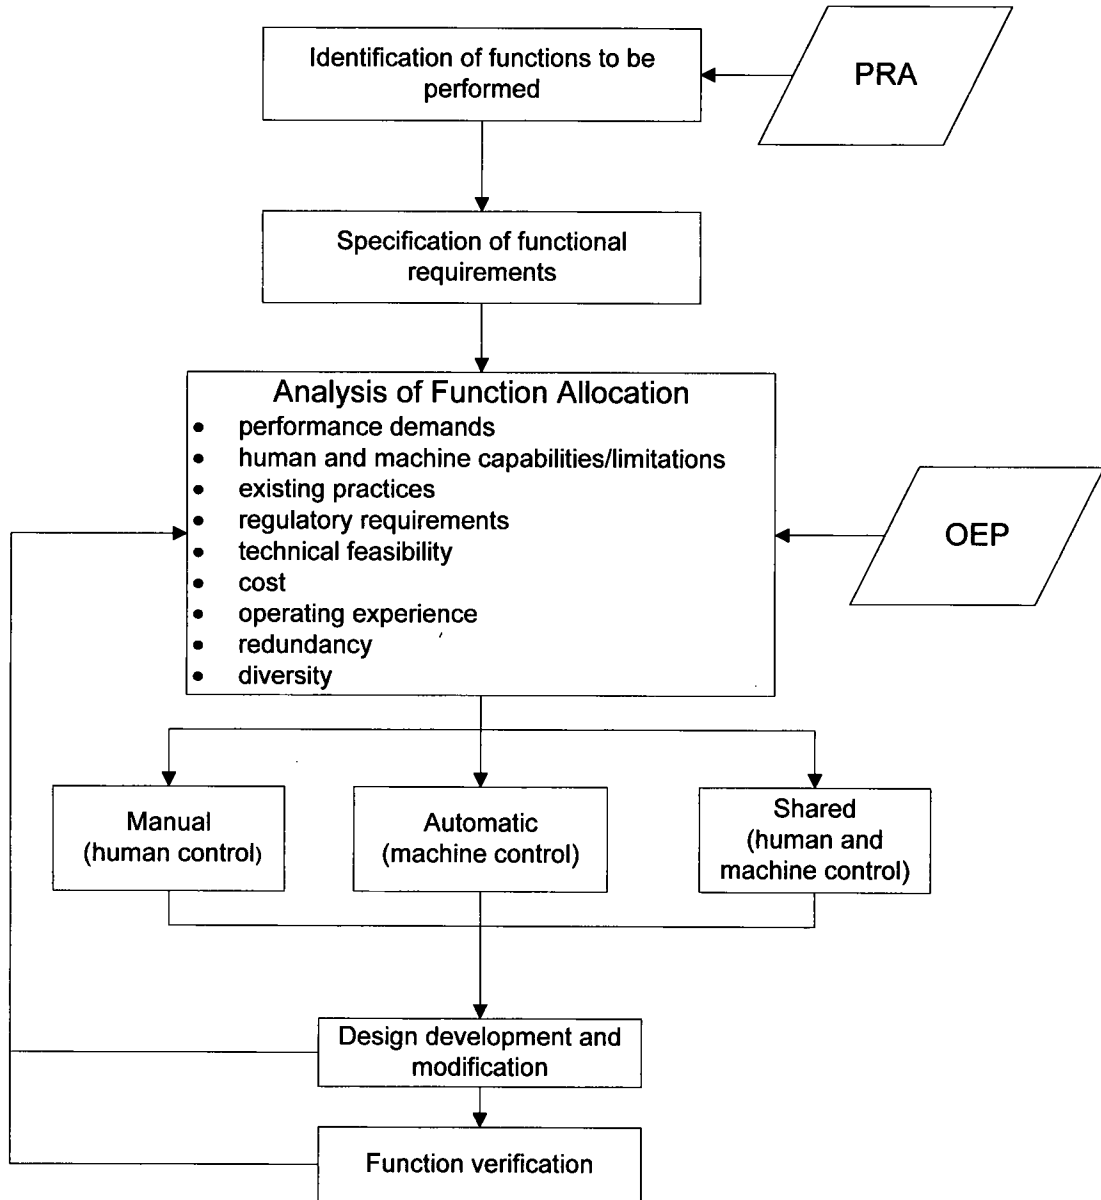 Identification of functions to be
performed
PRA
Specification of functional
requirements
Analysis of Function Allocation
• performance demands
• human and machine capabilities/limitations
• existing practices
• regulatory requirements
• technical feasibility
• cost
• operating experience
• redundancy
• diversity
OEP
Manual
(human control)
Automatic
(machine control)
Shared
(human and
machine control)
Design development and
modification
Function verification